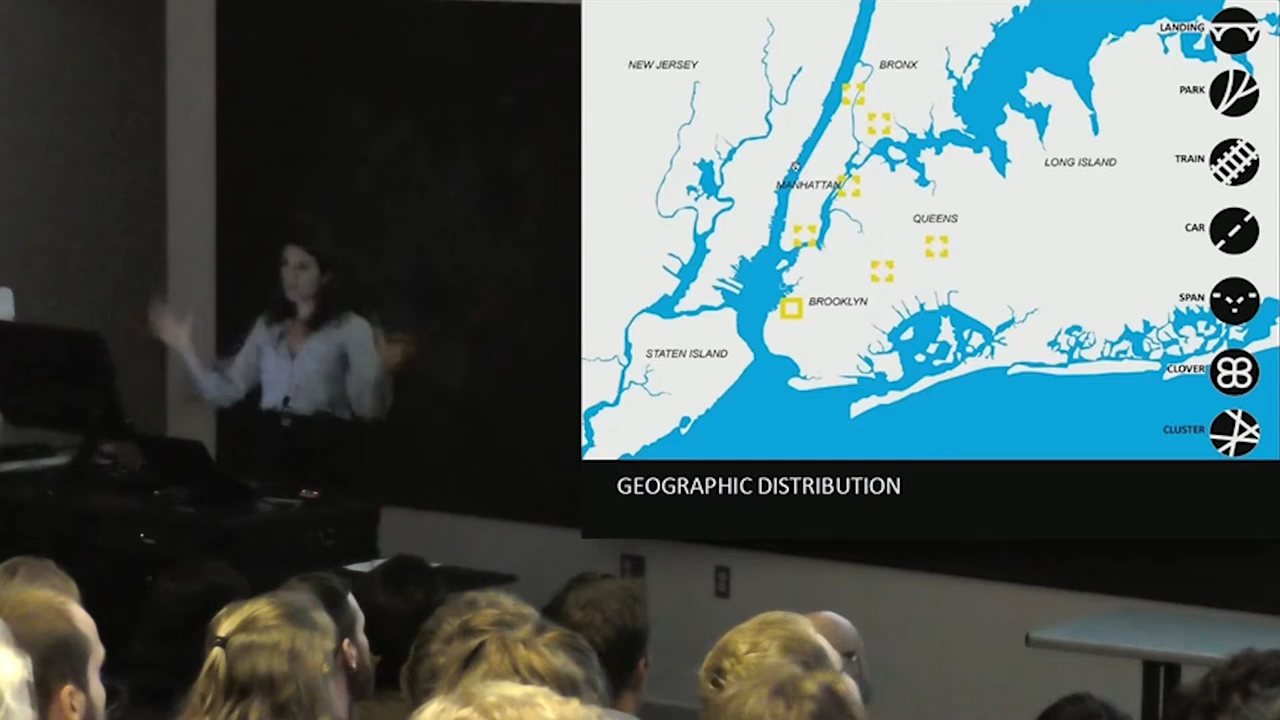 LANDING
NEW JERSEY
BRONX
PARK
TRAIN
LONG ISLAND
MANHATTAN
QUEENS
CAR
SPAN
BROOKLYN
STATEN ISLAND
CLOVER
CLUSTER
GEOGRAPHIC DISTRIBUTION